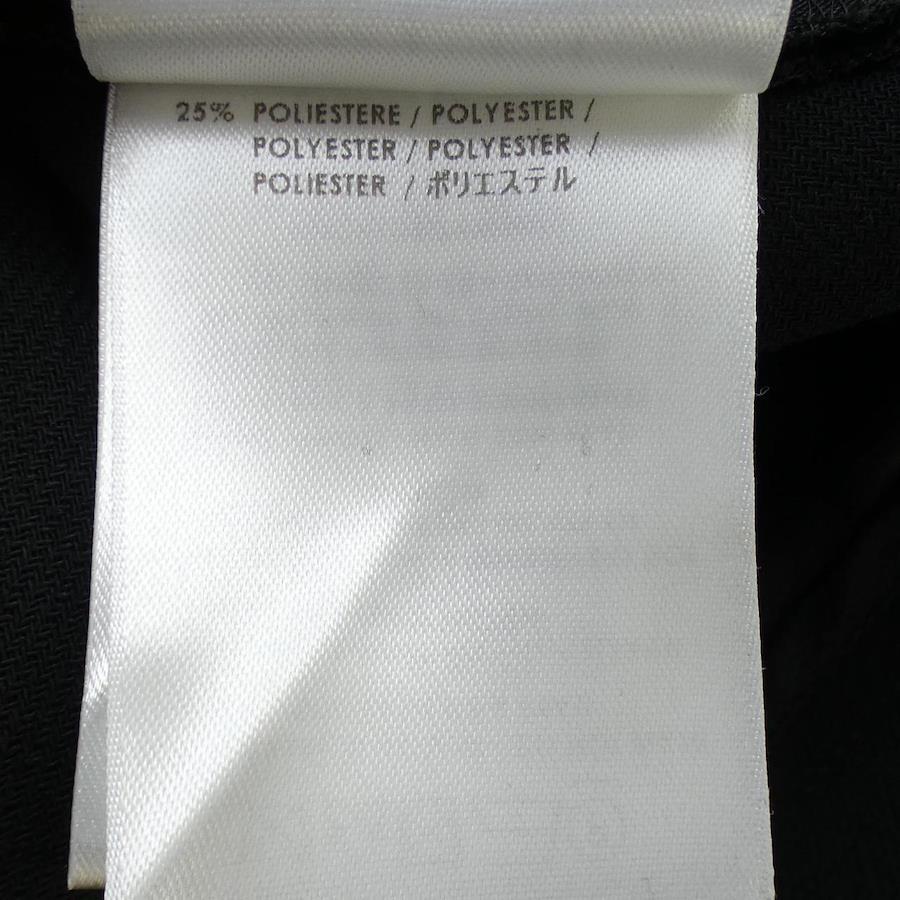 25% POLIESTERE / POLYESTER /
POLYESTER / POLYESTER /
POLIESTER / ポリエステル